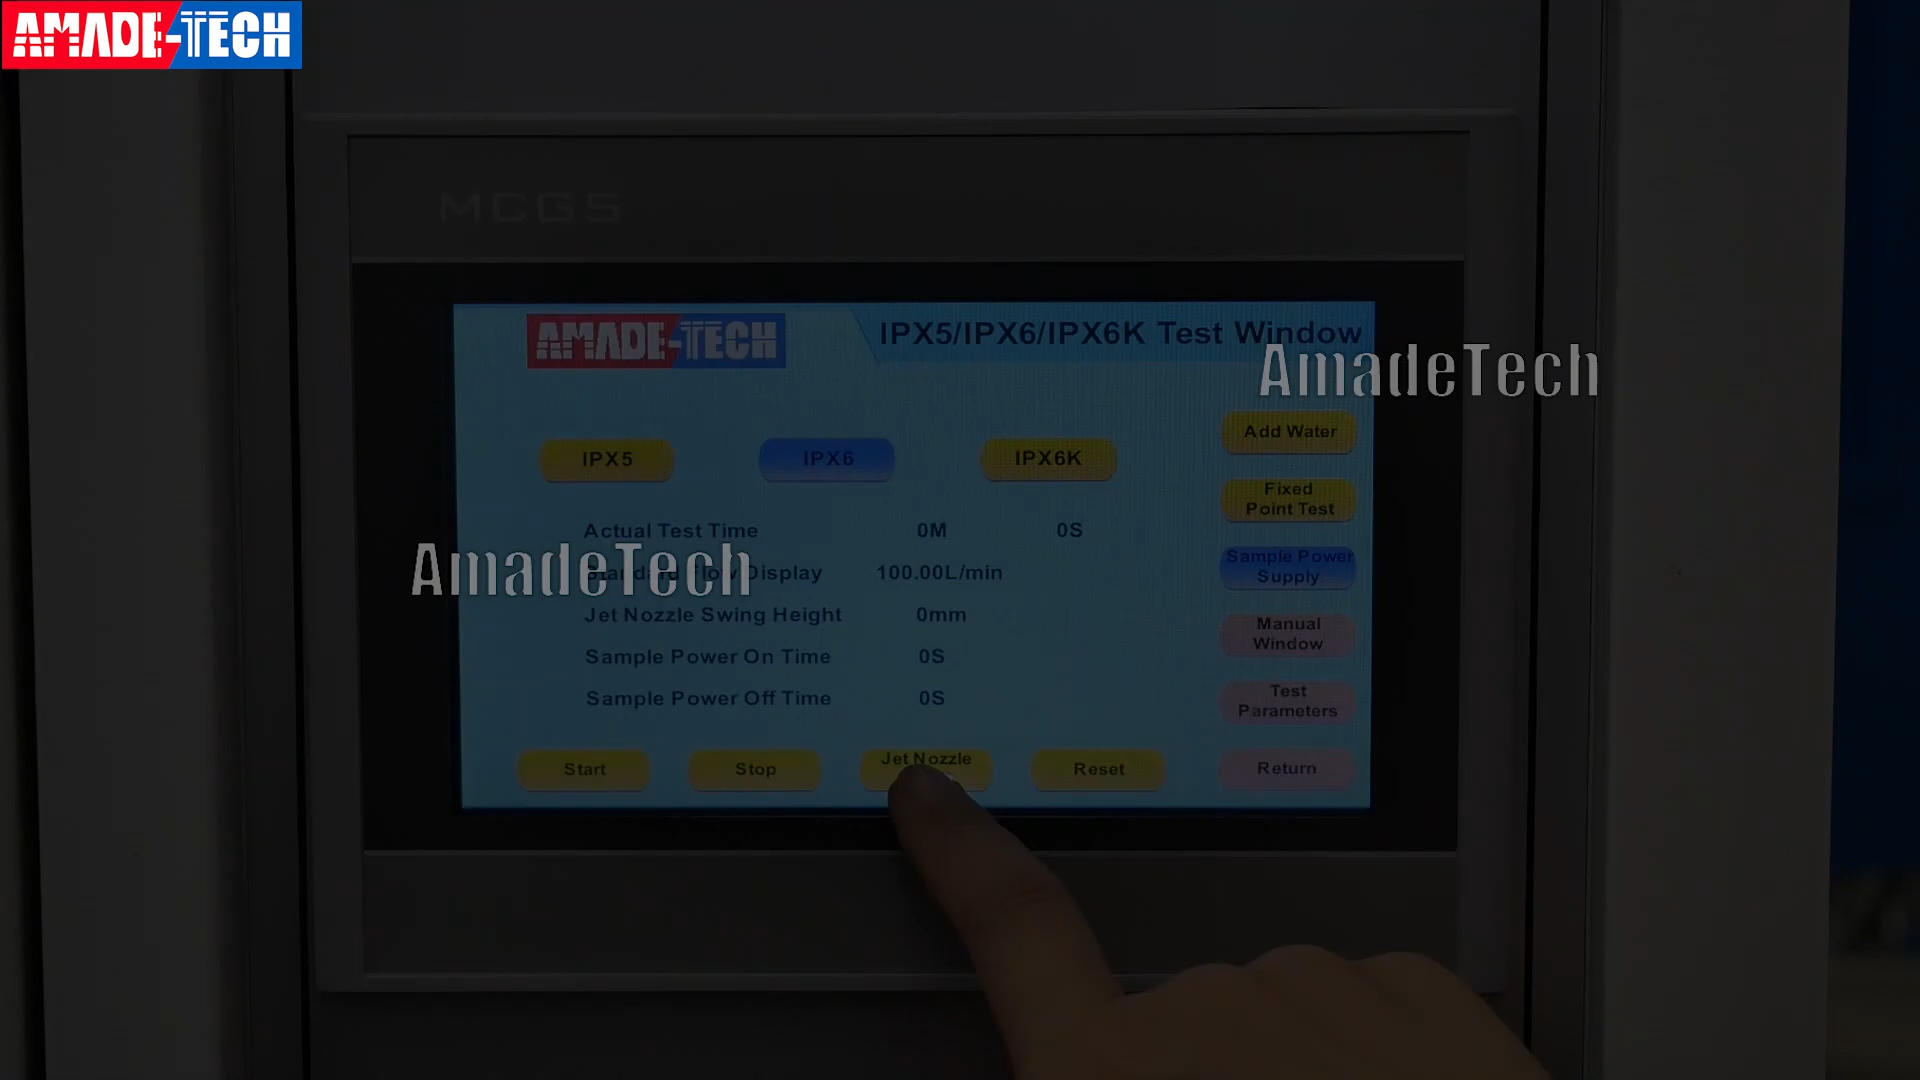 AMADE-TECH
MCGS
AMADE-TECH
IPX5/IPX6/IPX6K Test Window
AmadeTech
Add Water
IPX5
IPX6
IPX6K
Fixed
Point Test
Actual Test Time 0M 0S
AmadeTech
Sample Power
Supply
Standard Flow Display 100.00L/min
Jet Nozzle Swing Height 0mm
Manual
Window
Sample Power On Time 0S
Sample Power Off Time 0S
Test
Parameters
Start
Stop
Jet Nozzle
Reset
Return